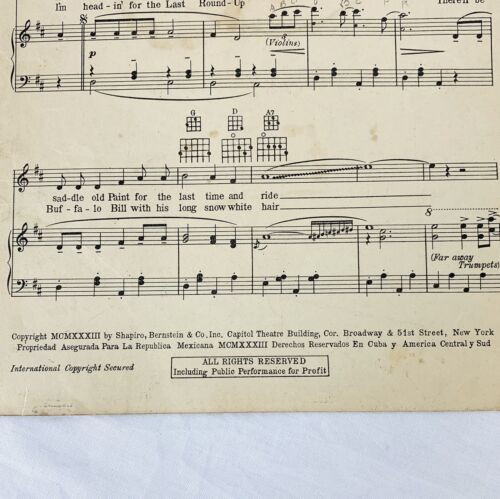 I'm head-in' for the Last Round-Up There'll be
A B C D
p
(Violins)
G D A7
sad-dle old Paint for the last time and ride
Buf-fa-lo Bill with his long snow white hair
8
(Far away
Trumpets)
Copyright MCMXXXIII by Shapiro, Bernstein & Co, Inc. Capitol Theatre Building, Cor. Broadway & 51st Street, New York
Propriedad Asegurada Para La Republica Mexicana MCMXXXIII Derechos Reservados En Cuba y America Central y Sud
International Copyright Secured
ALL RIGHTS RESERVED
Including Public Performance for Profit